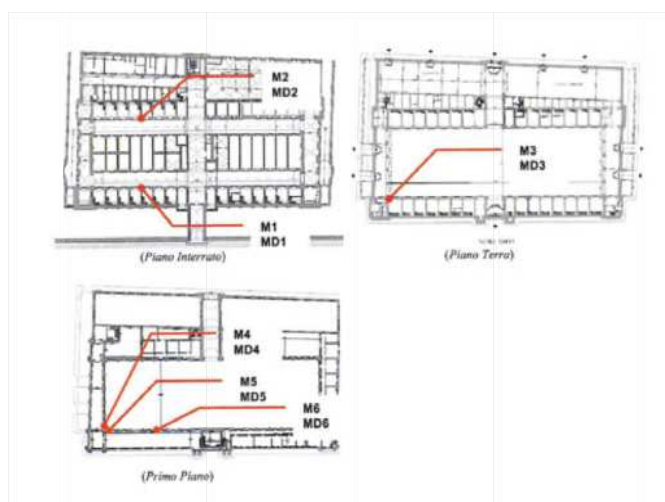 M2
MD2
M3
MD3
M1
MD1
(Piano Interrato)
(Piano Terra)
M4
MD4
M5
MD5
M6
MD6
(Primo Piano)